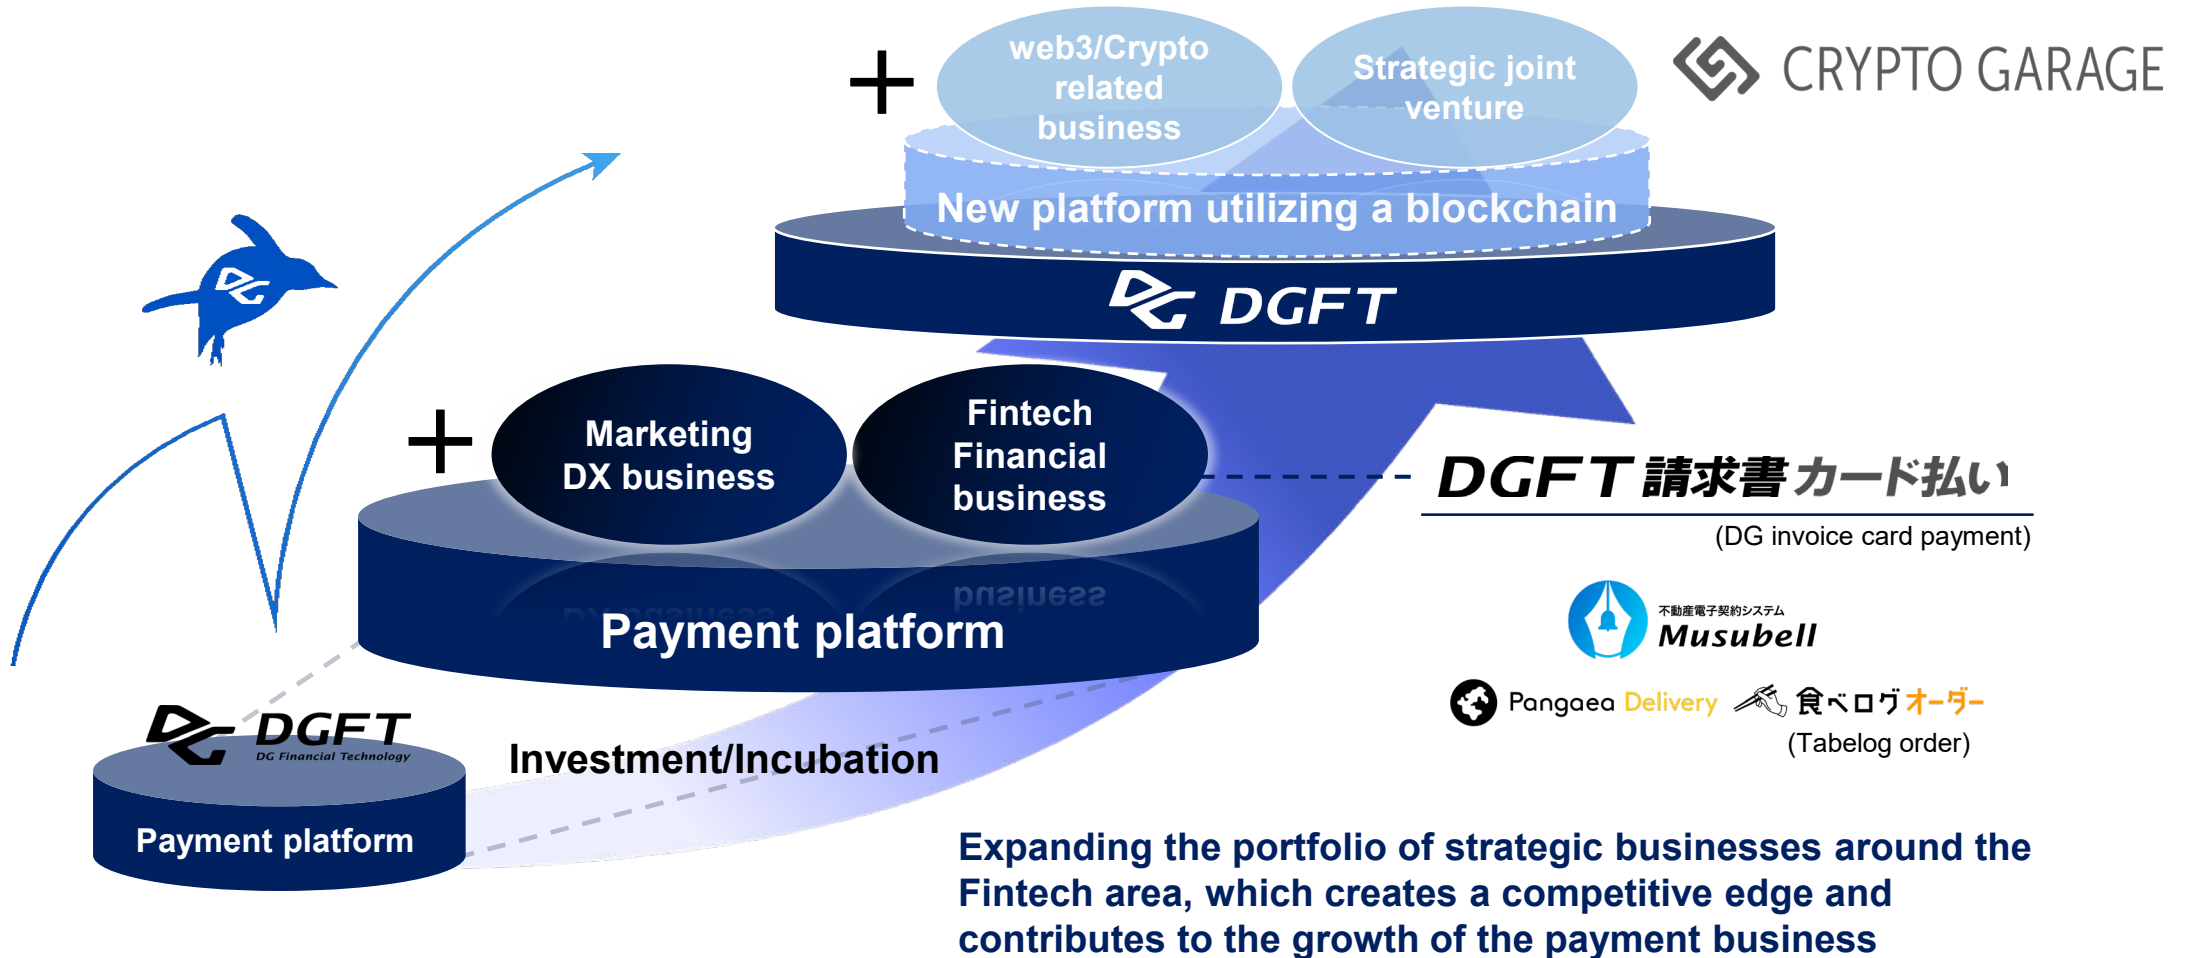 web3/Crypto
related
business
Strategic joint
venture
CRYPTO GARAGE
New platform utilizing a blockchain
DGFT
Marketing
DX business
Fintech
Financial
business
DGFT請求書カード払い
(DG invoice card payment)
Payment platform
不動産電子契約システム
Musubell
Pangaea Delivery
食べログオーダー
(Tabelog order)
DGFT
DG Financial Technology
Investment/Incubation
Payment platform
Expanding the portfolio of strategic businesses around the
Fintech area, which creates a competitive edge and
contributes to the growth of the payment business